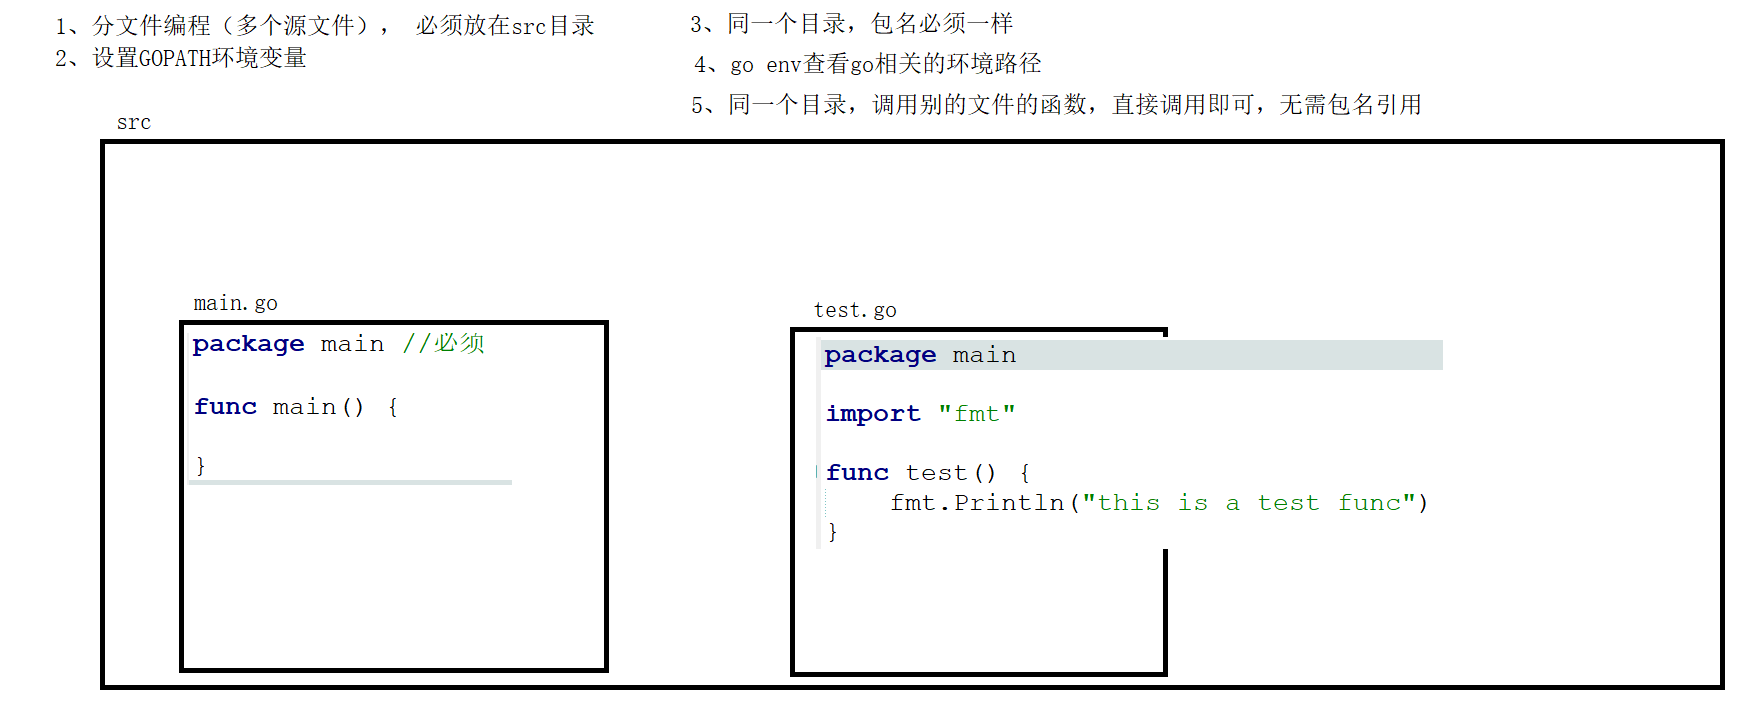 1、分文件编程（多个源文件）， 必须放在src目录
2、设置GOPATH环境变量
3、同一个目录，包名必须一样
4、go env查看go相关的环境路径
5、同一个目录，调用别的文件的函数，直接调用即可，无需包名引用
src
main.go
package main //必须
func main() {
}
test.go
package main
import "fmt"
func test() {
    fmt.Println("this is a test func")
}